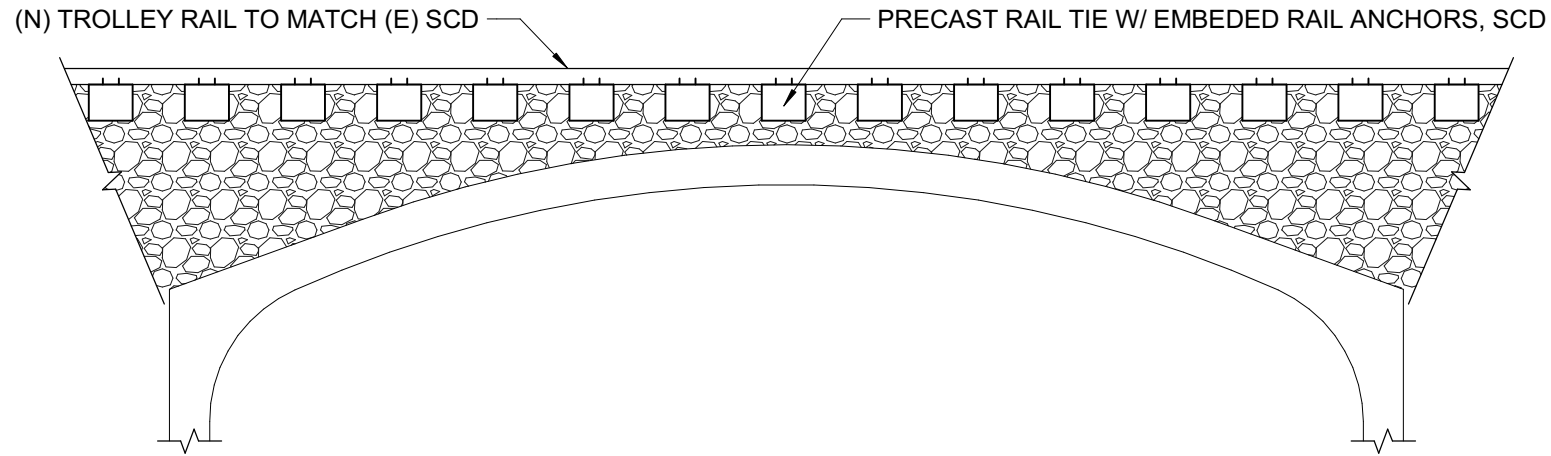 (N) TROLLEY RAIL TO MATCH (E) SCD
PRECAST RAIL TIE W/ EMBEDED RAIL ANCHORS, SCD